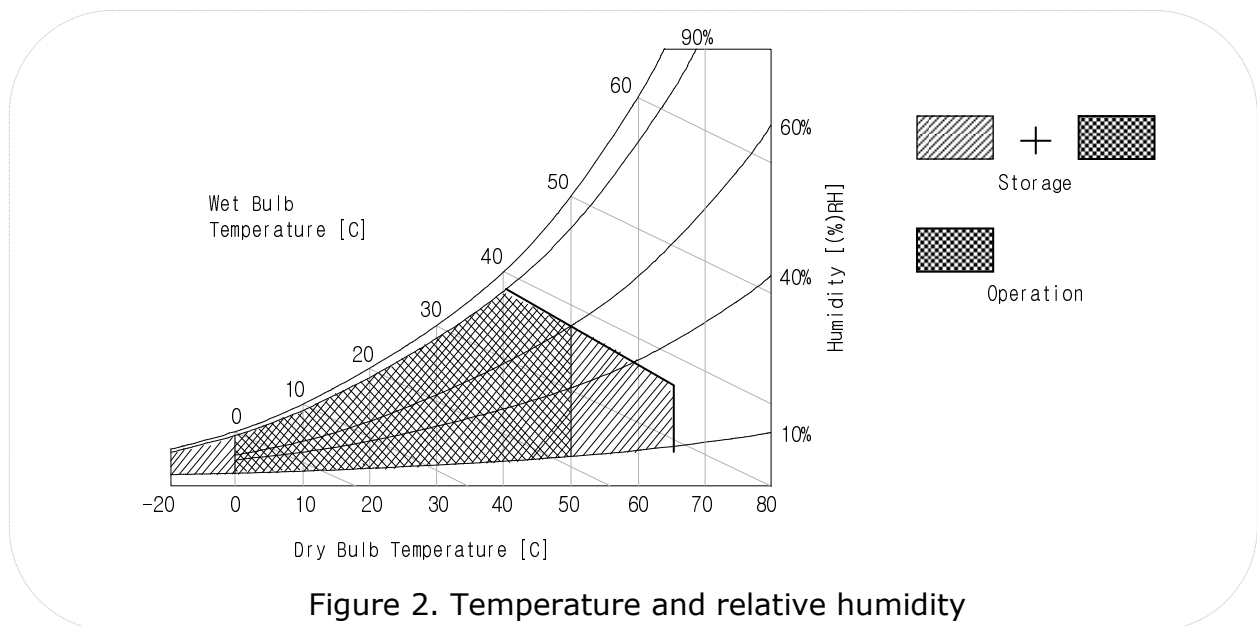 90%
60
60%
50
Wet Bulb
Temperature [C]
Storage
40
40%
Humidity [(%)RH]
Operation
30
20
10
0
10%
-20 0 10 20 30 40 50 60 70 80
Dry Bulb Temperature [C]
Figure 2. Temperature and relative humidity